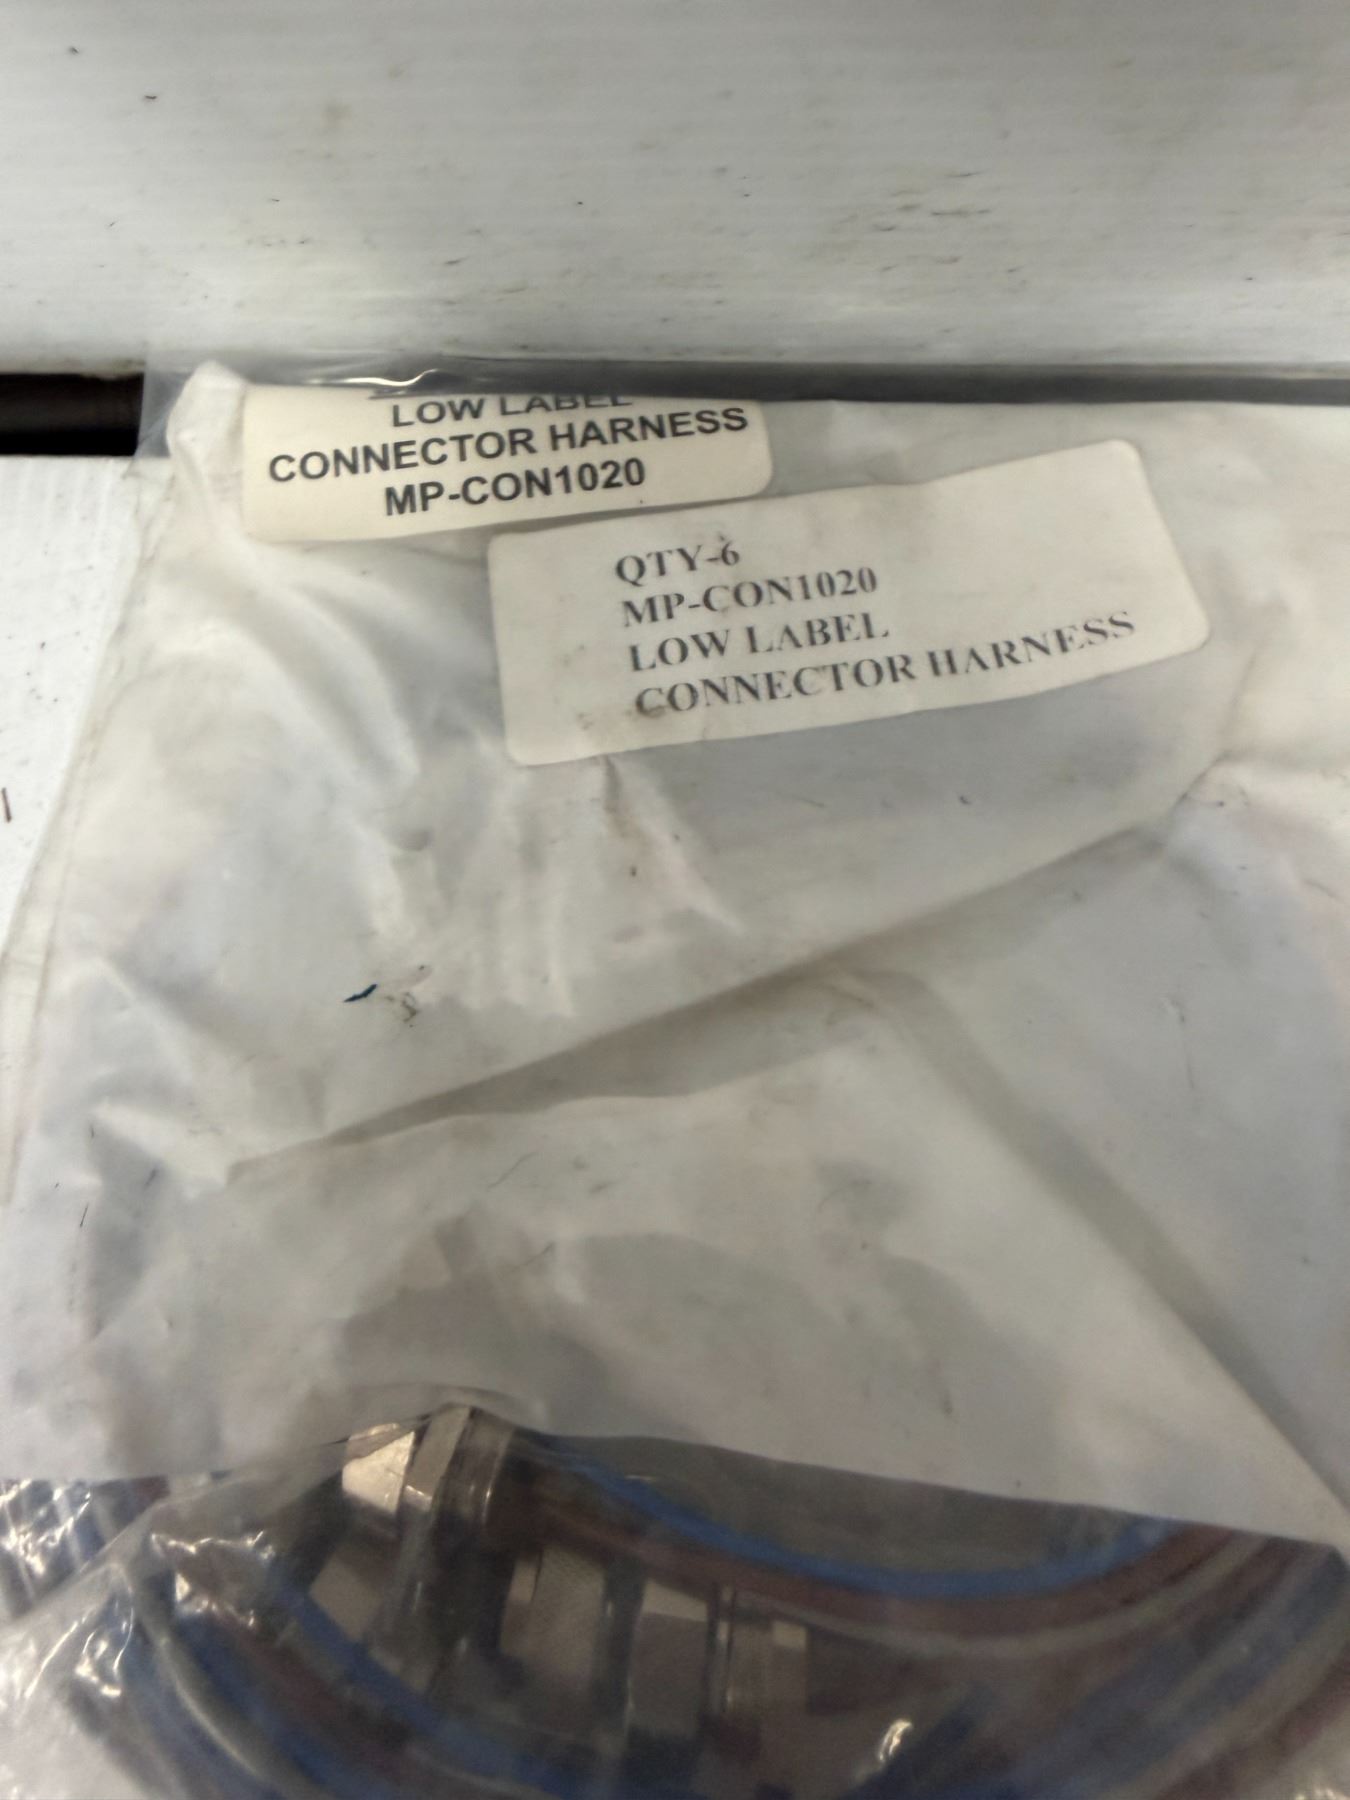 LOW LABEL
CONNECTOR HARNESS
MP-CON1020
QTY-6
MP-CON1020
LOW LABEL
CONNECTOR HARNESS